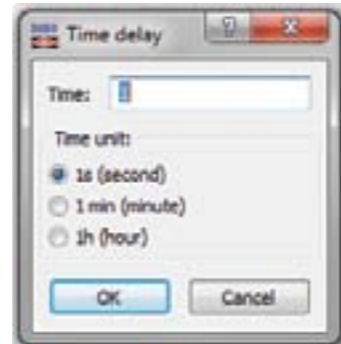 Time delay
Time:
Time unit:
1s (second)
1 min (minute)
1h (hour)
OK
Cancel